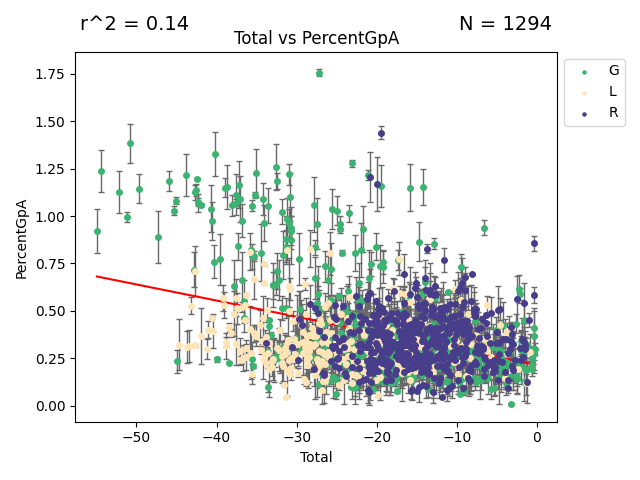 r^2 = 0.14 N = 1294
Total vs PercentGpA
G
L
R
PercentGpA
1.75
1.50
1.25
1.00
0.75
0.50
0.25
0.00
−50 −40 −30 −20 −10 0
Total